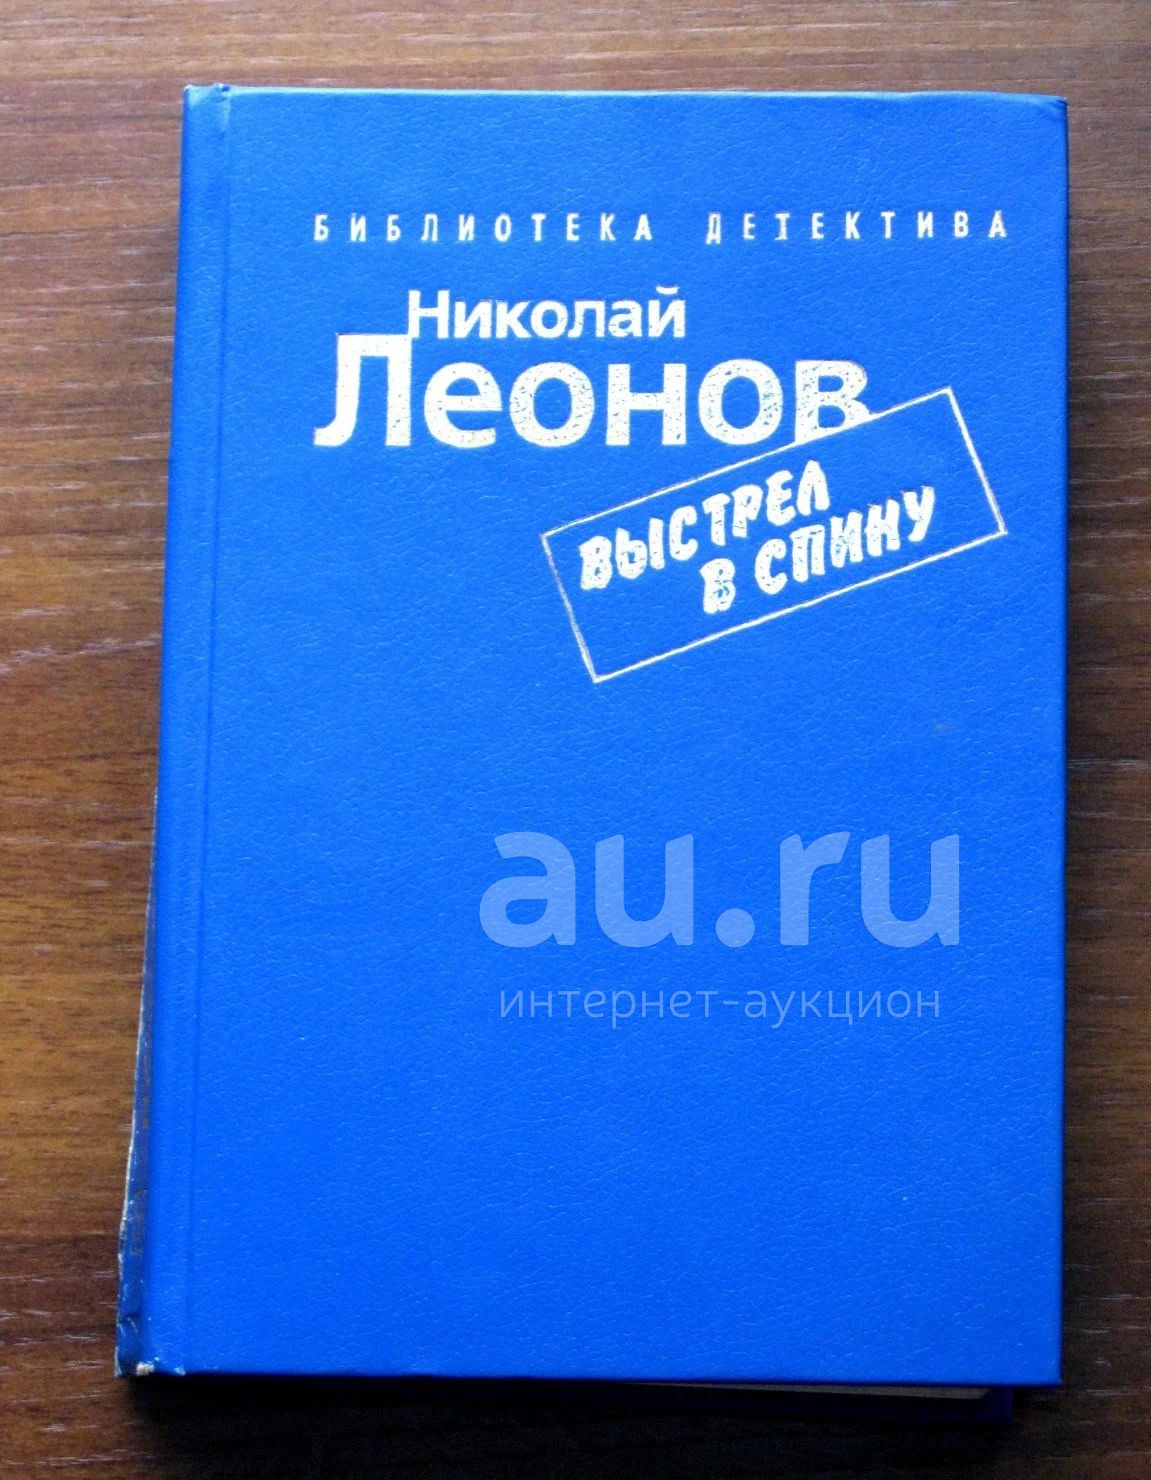 БИБЛИОТЕКА ДЕТЕКТИВА
Николай
Леонов
ВЫСТРЕЛ
В СПИНУ
au.ru
интернет-аукцион